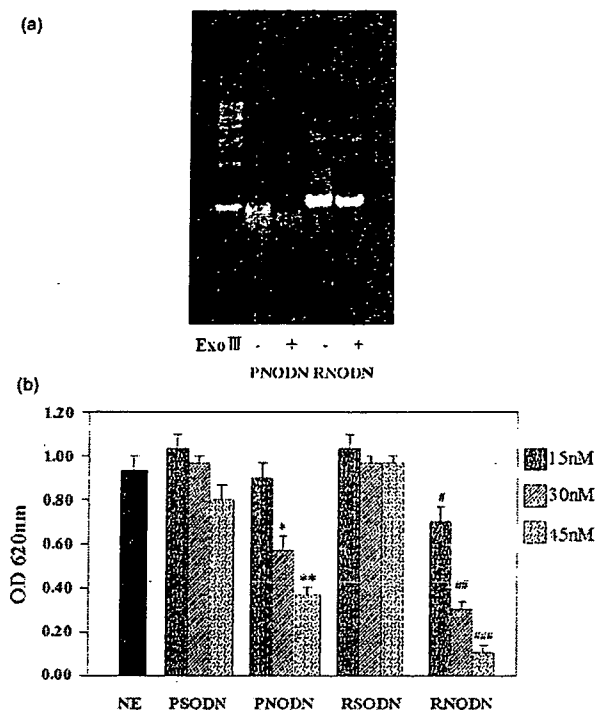 (a)
Exo III - + - +
PNODN RNODN
(b)
1.20
1.00
0.80
0.60
0.40
0.20
0.00
OD 620nm
* ** # ## ###
NE PSODN PNODN RSODN RNODN
15nM
30nM
45nM